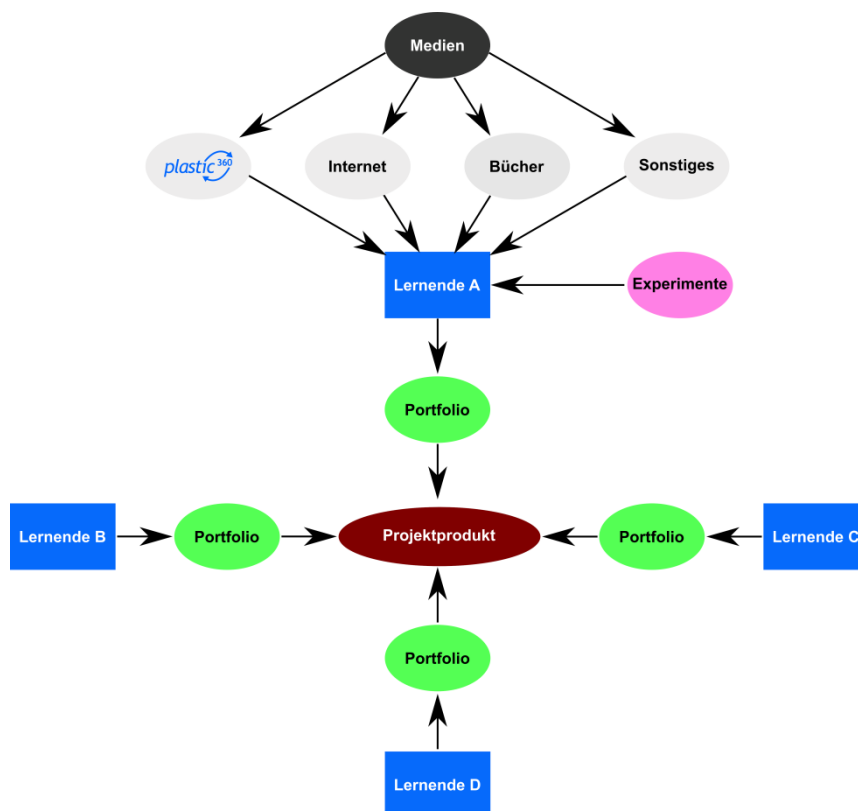 Medien
plastic 360
Internet
Bücher
Sonstiges
Lernende A
Experimente
Portfolio
Lernende B
Portfolio
Projektprodukt
Portfolio
Lernende C
Portfolio
Lernende D